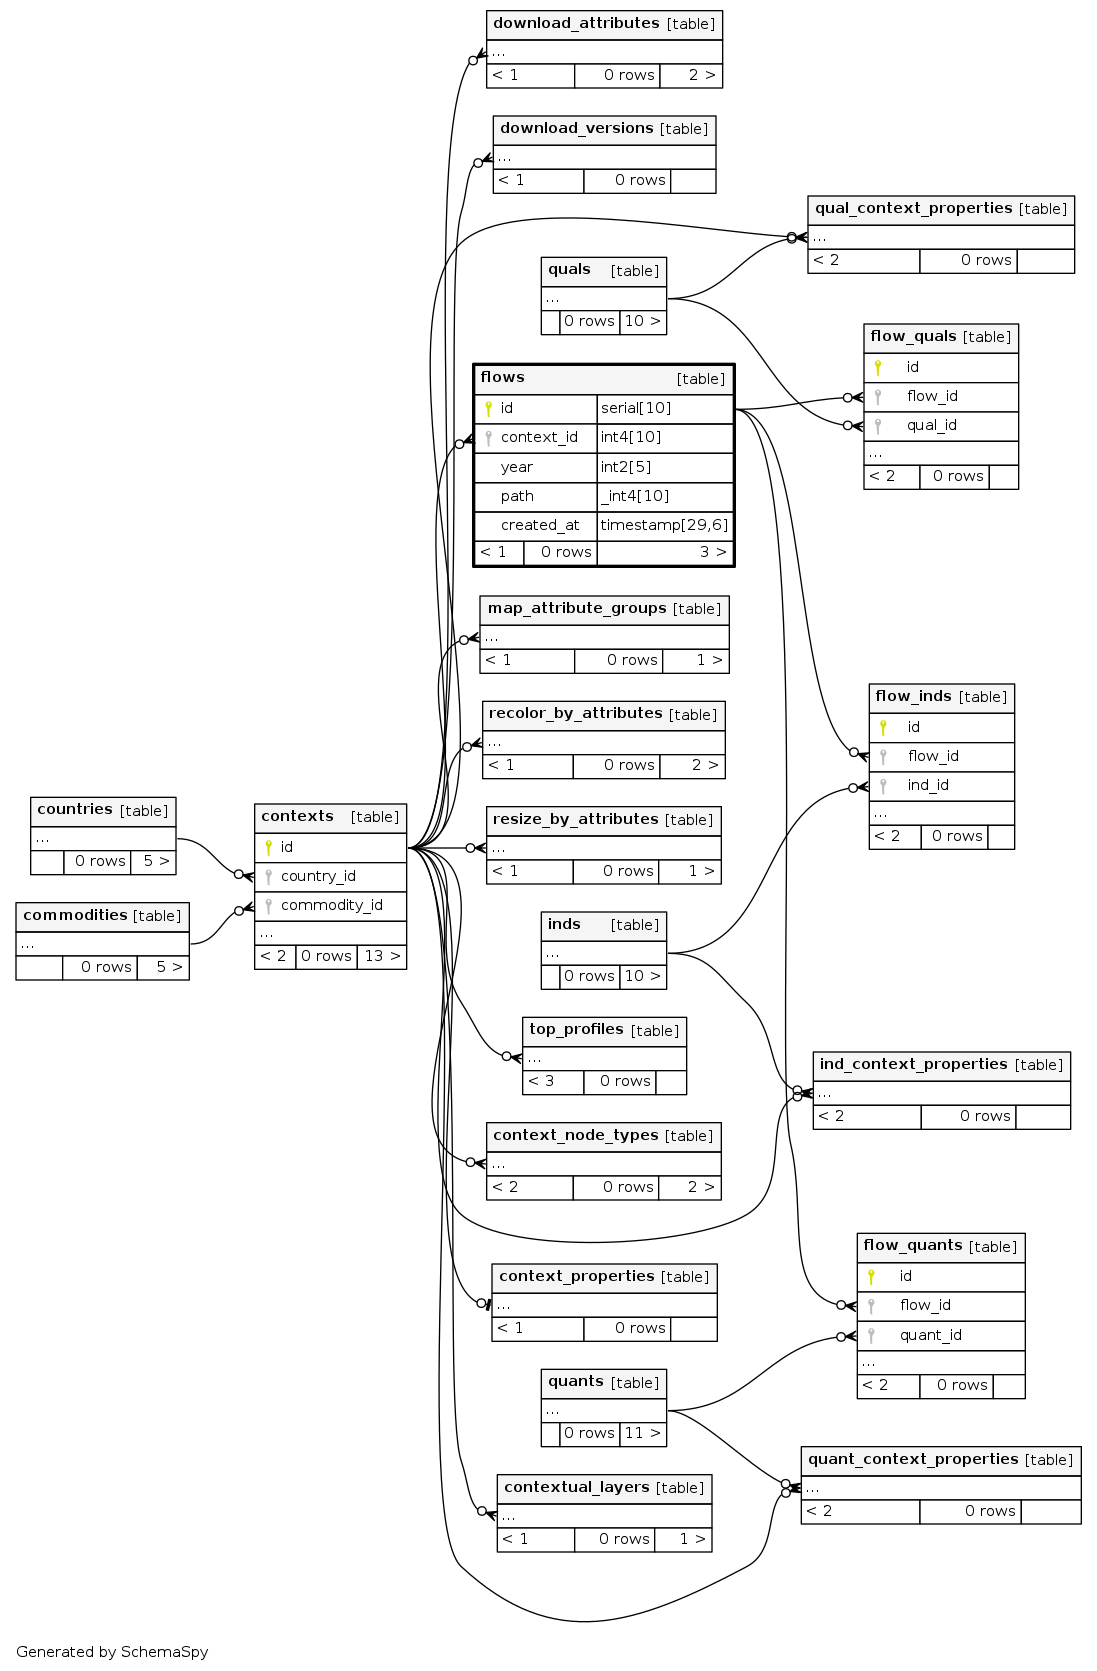 download_attributes [table]
...
< 1 0 rows 2 >
download_versions [table]
...
< 1 0 rows
qual_context_properties [table]
...
< 2 0 rows
quals [table]
...
0 rows 10 >
flow_quals [table]
id
flow_id
qual_id
...
< 2 0 rows
flows [table]
id serial[10]
context_id int4[10]
year int2[5]
path _int4[10]
created_at timestamp[29,6]
< 1 0 rows 3 >
map_attribute_groups [table]
...
< 1 0 rows 1 >
flow_inds [table]
id
flow_id
ind_id
...
< 2 0 rows
recolor_by_attributes [table]
...
< 1 0 rows 2 >
countries [table]
...
0 rows 5 >
contexts [table]
id
country_id
commodity_id
...
< 2 0 rows 13 >
resize_by_attributes [table]
...
< 1 0 rows 1 >
commodities [table]
...
0 rows 5 >
inds [table]
...
0 rows 10 >
top_profiles [table]
...
< 3 0 rows
ind_context_properties [table]
...
< 2 0 rows
context_node_types [table]
...
< 2 0 rows 2 >
flow_quants [table]
id
flow_id
quant_id
...
< 2 0 rows
context_properties [table]
...
< 1 0 rows
quants [table]
...
0 rows 11 >
quant_context_properties [table]
...
< 2 0 rows
contextual_layers [table]
...
< 1 0 rows 1 >
Generated by SchemaSpy